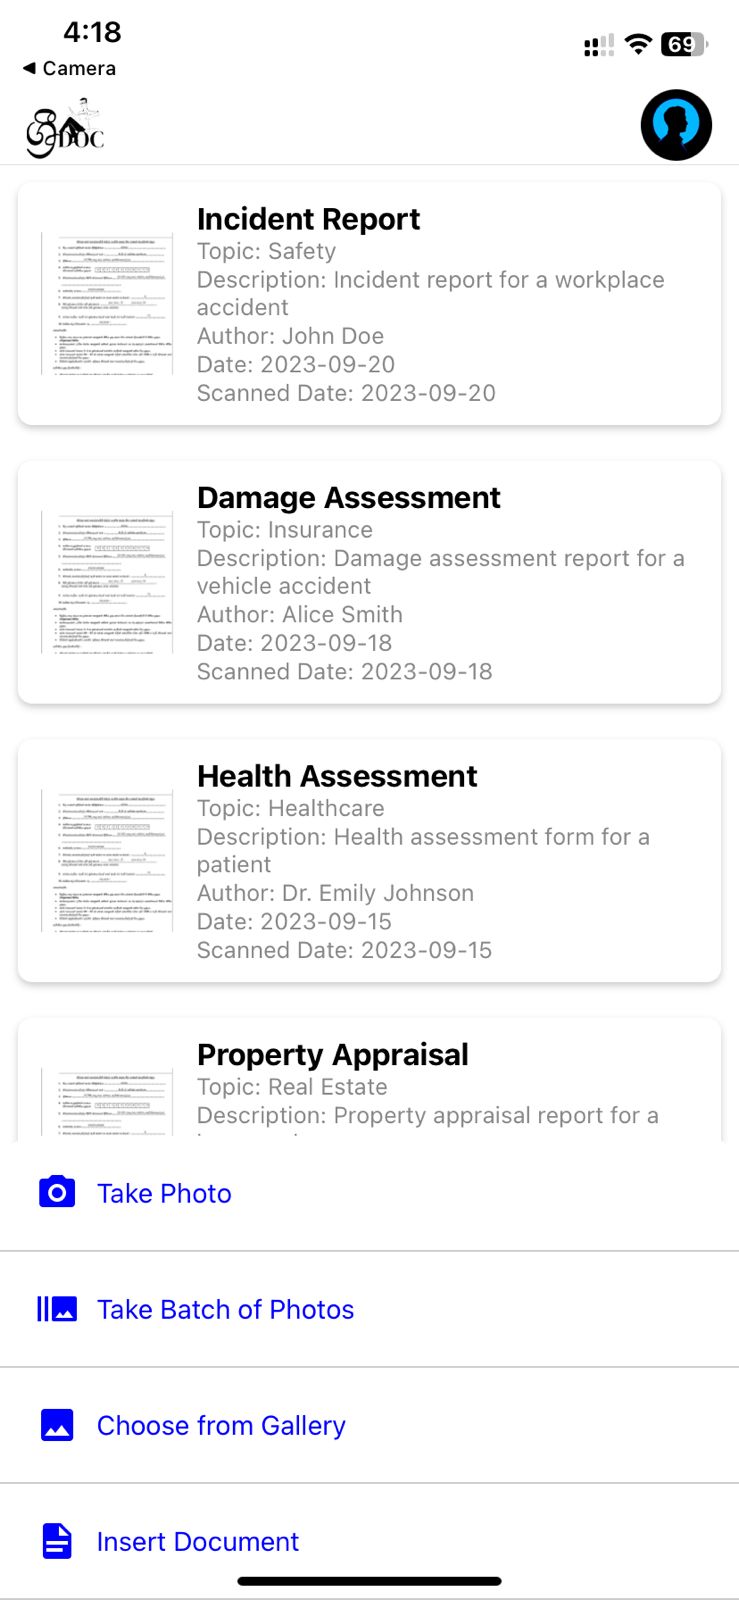 4:18
69
◀ Camera
DOC
Incident Report
Topic: Safety
Description: Incident report for a workplace
accident
Author: John Doe
Date: 2023-09-20
Scanned Date: 2023-09-20
Damage Assessment
Topic: Insurance
Description: Damage assessment report for a
vehicle accident
Author: Alice Smith
Date: 2023-09-18
Scanned Date: 2023-09-18
Health Assessment
Topic: Healthcare
Description: Health assessment form for a
patient
Author: Dr. Emily Johnson
Date: 2023-09-15
Scanned Date: 2023-09-15
Property Appraisal
Topic: Real Estate
Description: Property appraisal report for a
Take Photo
Take Batch of Photos
Choose from Gallery
Insert Document